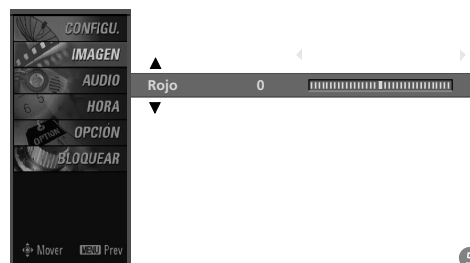 CONFIGU.
IMAGEN
AUDIO
HORA
OPCIÓN
BLOQUEAR
Rojo 0
Mover MENU Prev